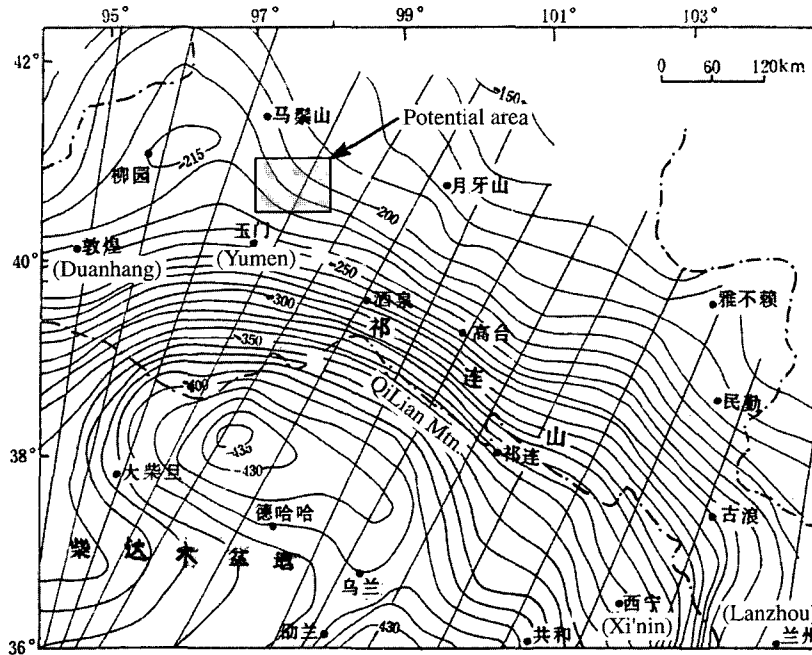 95° 97° 99° 101° 103°
42°
0 60 120km
-150
马鬃山
Potential area
-215
柳园
月牙山
-200
玉门
(Yumen)
敦煌
(Duanhang)
40°
-250
-300
酒泉
雅不赖
祁
高台
-350
连
-400
QiLian Mtn.
民勤
山
-435
38°
祁连
-430
大柴旦
德哈哈
古浪
柴达木盆地
乌兰
西宁
(Xi'nin)
(Lanzhou
36°
-430
共和
兰州